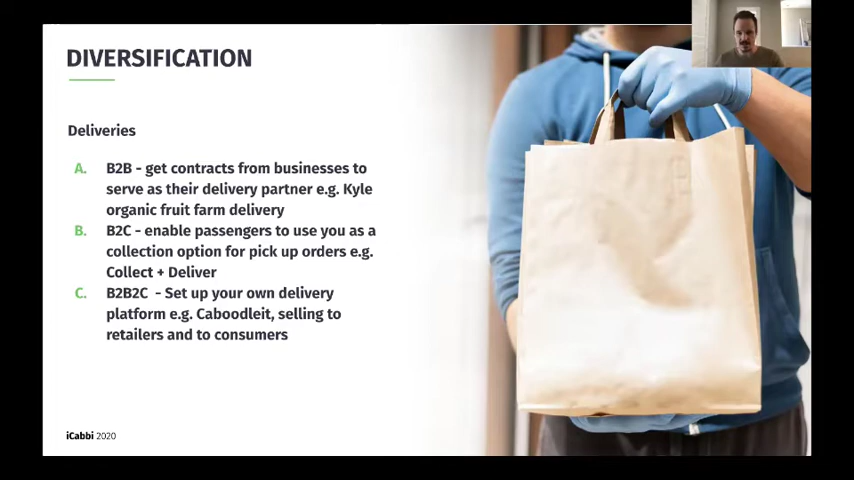 DIVERSIFICATION
Deliveries
A. B2B - get contracts from businesses to
serve as their delivery partner e.g. Kyle
organic fruit farm delivery
B. B2C - enable passengers to use you as a
collection option for pick up orders e.g.
Collect + Deliver
C. B2B2C - Set up your own delivery
platform e.g. Caboodleit, selling to
retailers and to consumers
iCabbi 2020